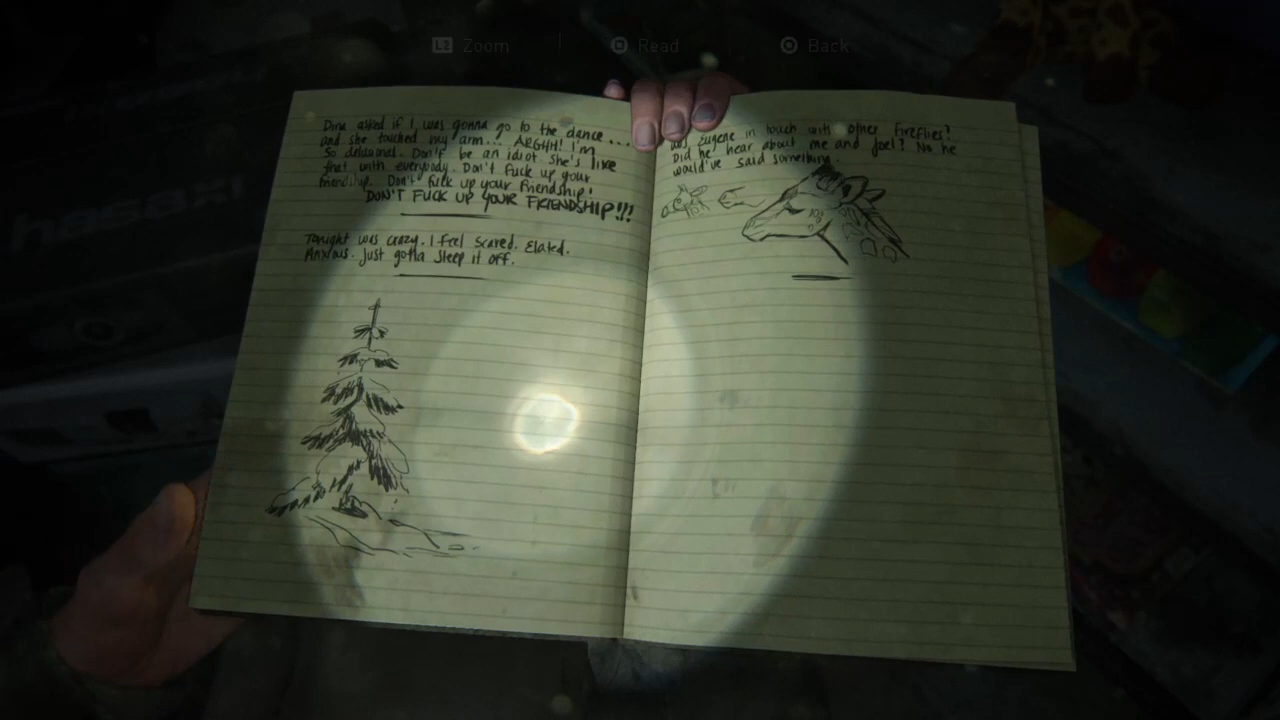 L2 Zoom
Read
Back
Dina asked if I was gonna go to the dance...
and she touched my arm... ARGHH! I'm
so delusional. Don't be an idiot she's like
that with everybody. Don't fuck up your
friendship. Don't fuck up your friendship!
DON'T FUCK UP YOUR FRIENDSHIP!!!
Tonight was crazy. I feel scared. Elated.
Anxious. Just gotta sleep it off.
Was Eugene in touch with other Fireflies?
Did he hear about me and Joel? No he
would've said something.